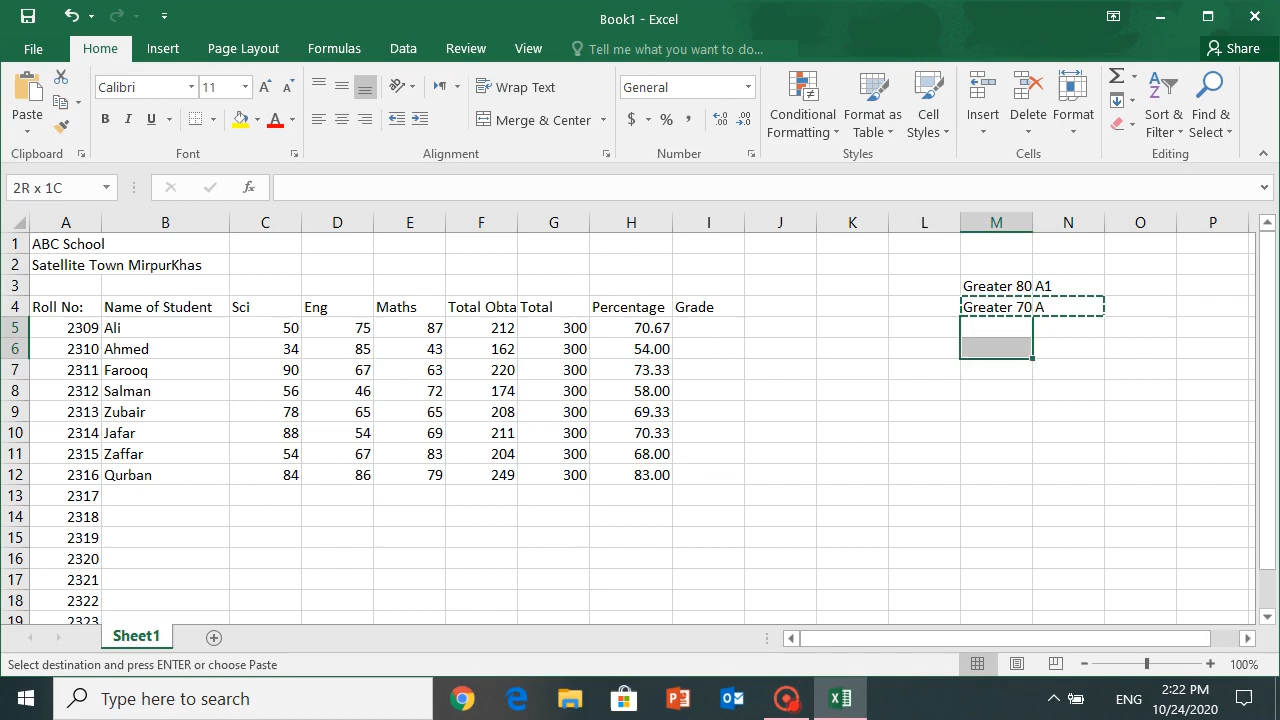 Book1 - Excel
File Home Insert Page Layout Formulas Data Review View Tell me what you want to do... Share
Calibri 11 Wrap Text General
Paste B I U Merge & Center $ % , Conditional Formatting Format as Table Cell Styles Insert Delete Format Sort & Filter Find & Select
Clipboard Font Alignment Number Styles Cells Editing
2R x 1C fx
A B C D E F G H I J K L M N O P
1 ABC School
2 Satellite Town MirpurKhas
3 Greater 80 A1
4 Roll No: Name of Student Sci Eng Maths Total Obta Total Percentage Grade Greater 70 A
5 2309 Ali 50 75 87 212 300 70.67
6 2310 Ahmed 34 85 43 162 300 54.00
7 2311 Farooq 90 67 63 220 300 73.33
8 2312 Salman 56 46 72 174 300 58.00
9 2313 Zubair 78 65 65 208 300 69.33
10 2314 Jafar 88 54 69 211 300 70.33
11 2315 Zaffar 54 67 83 204 300 68.00
12 2316 Qurban 84 86 79 249 300 83.00
13 2317
14 2318
15 2319
16 2320
17 2321
18 2322
19 2323
Sheet1
Select destination and press ENTER or choose Paste 100%
Type here to search ENG 2:22 PM
10/24/2020